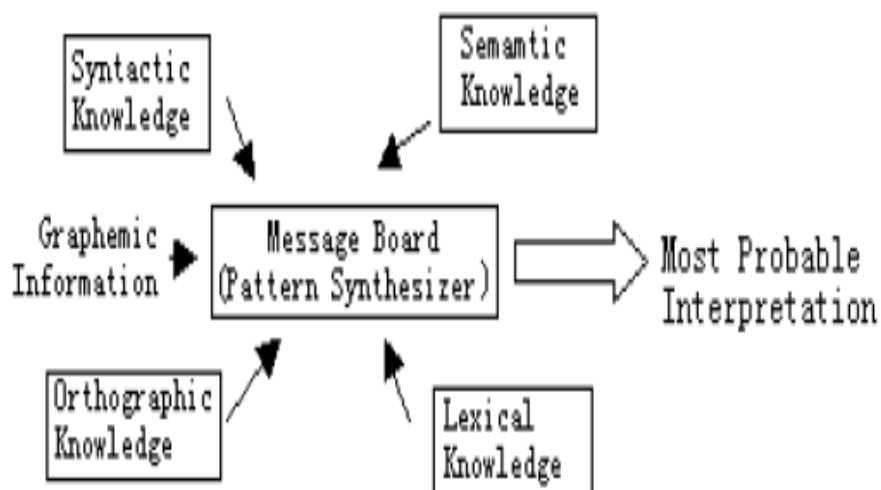 Syntactic
Knowledge
Semantic
Knowledge
Graphemic
Information
Message Board
(Pattern Synthesizer)
Most Probable
Interpretation
Orthographic
Knowledge
Lexical
Knowledge